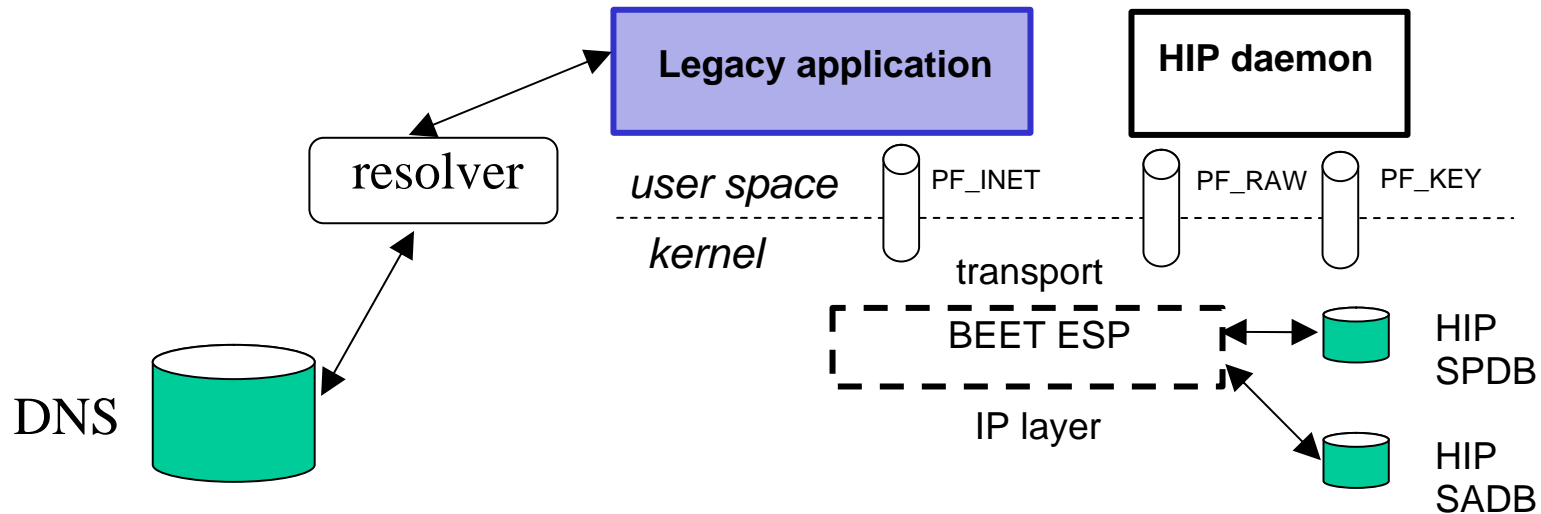 Legacy application
HIP daemon
resolver
user space
PF_INET
PF_RAW
PF_KEY
kernel
transport
BEET ESP
HIP
SPDB
DNS
IP layer
HIP
SADB